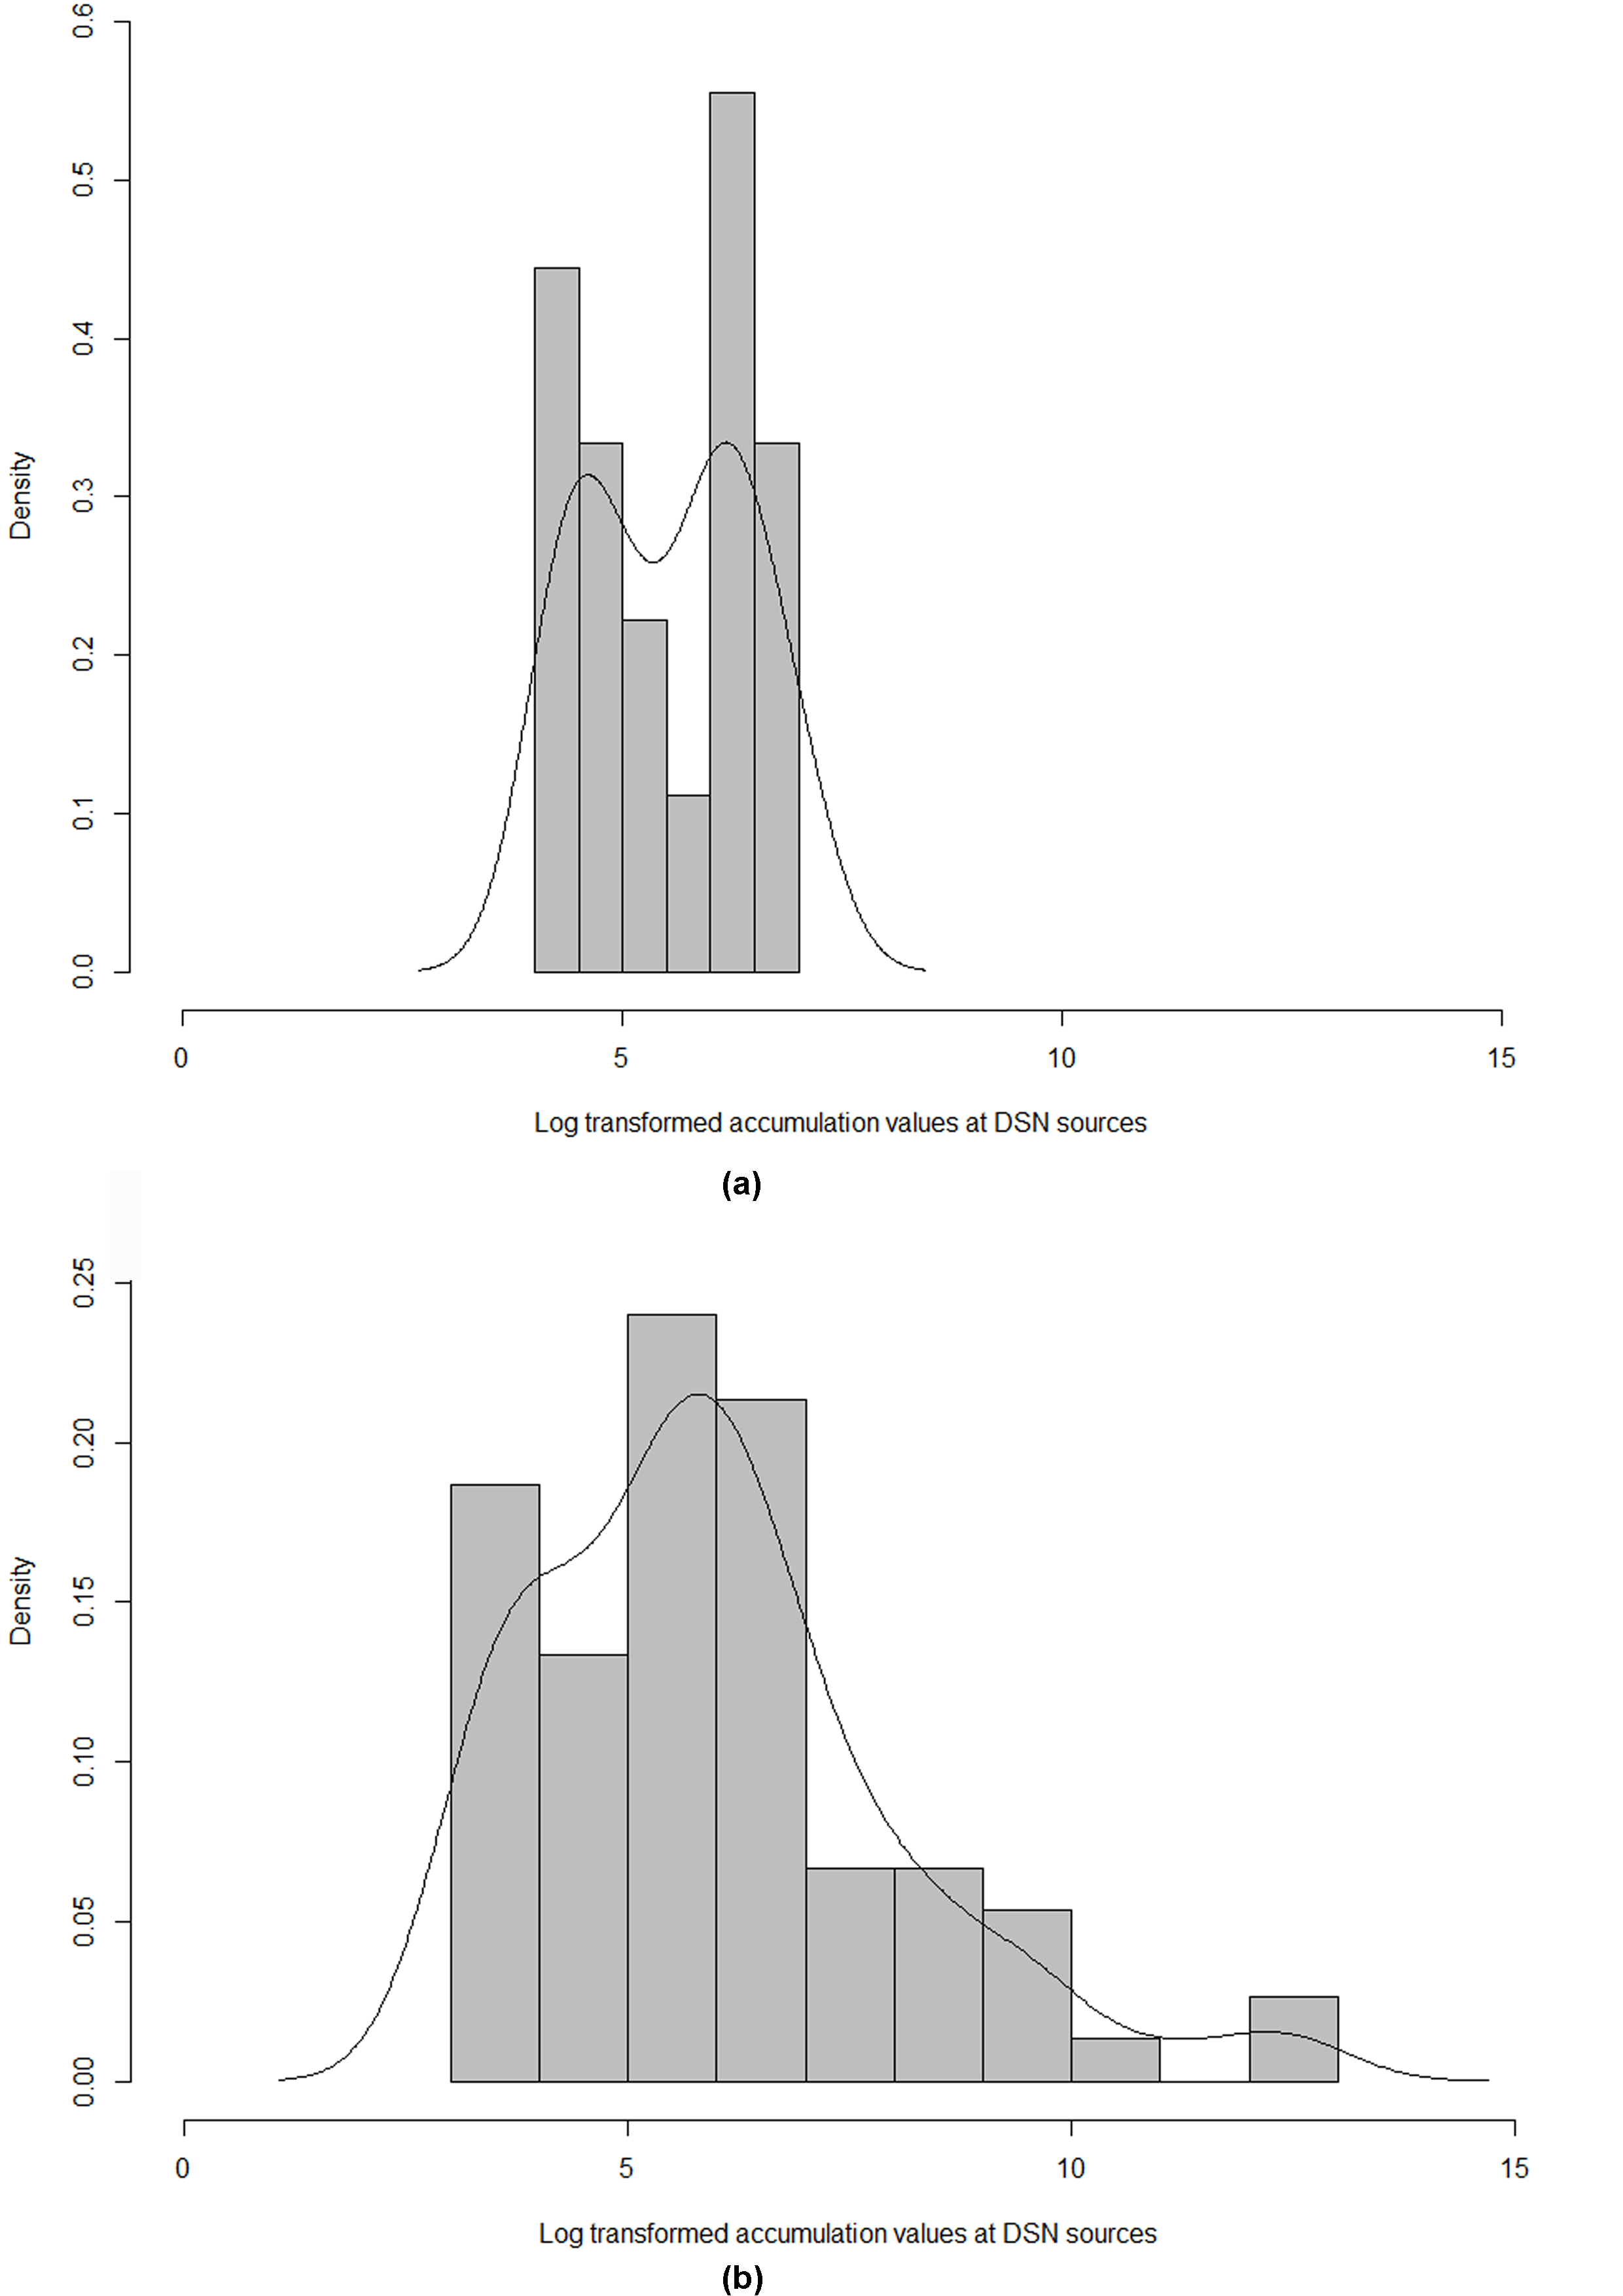 0.6
0.5
0.4
0.3
0.2
0.1
0.0
Density
0 5 10 15
Log transformed accumulation values at DSN sources
(a)
0.25
0.20
0.15
0.10
0.05
0.00
Density
0 5 10 15
Log transformed accumulation values at DSN sources
(b)